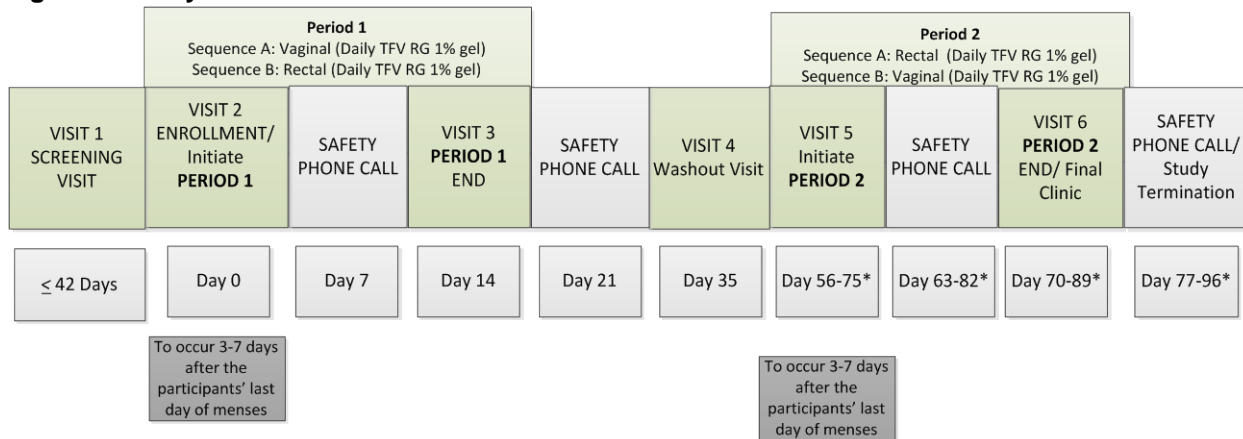 Period 1
Sequence A: Vaginal (Daily TFV RG 1% gel)
Sequence B: Rectal (Daily TFV RG 1% gel)
Period 2
Sequence A: Rectal (Daily TFV RG 1% gel)
Sequence B: Vaginal (Daily TFV RG 1% gel)
VISIT 1
SCREENING
VISIT
VISIT 2
ENROLLMENT/
Initiate
PERIOD 1
SAFETY
PHONE CALL
VISIT 3
PERIOD 1
END
SAFETY
PHONE CALL
VISIT 4
Washout Visit
VISIT 5
Initiate
PERIOD 2
SAFETY
PHONE CALL
VISIT 6
PERIOD 2
END/ Final
Clinic
SAFETY
PHONE CALL/
Study
Termination
≤ 42 Days
Day 0
Day 7
Day 14
Day 21
Day 35
Day 56-75*
Day 63-82*
Day 70-89*
Day 77-96*
To occur 3-7 days
after the
participants' last
day of menses
To occur 3-7 days
after the
participants' last
day of menses